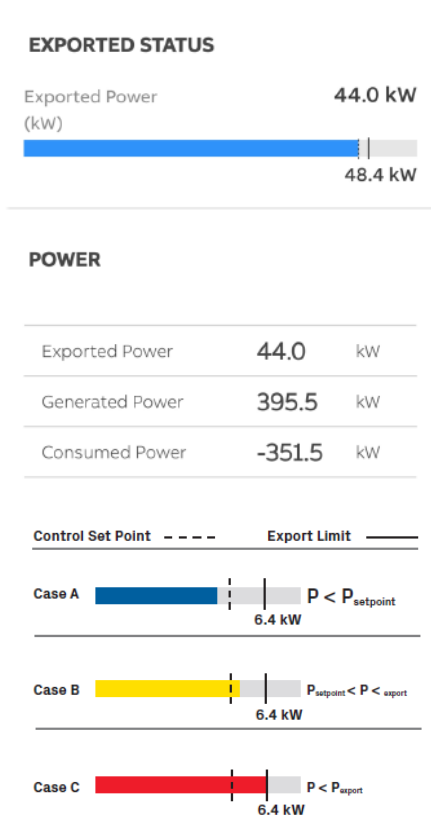 EXPORTED STATUS
Exported Power 44.0 kW
(kW)
48.4 kW
POWER
Exported Power 44.0 kW
Generated Power 395.5 kW
Consumed Power -351.5 kW
Control Set Point Export Limit
Case A P < Psetpoint
6.4 kW
Case B Psetpoint < P < export
6.4 kW
Case C P < Pexport
6.4 kW